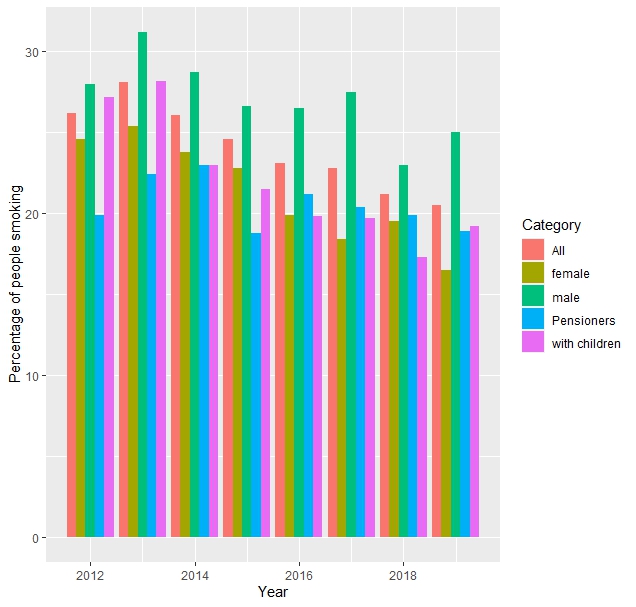 30
20
10
0
Percentage of people smoking
2012 2014 2016 2018
Year
Category
All
female
male
Pensioners
with children